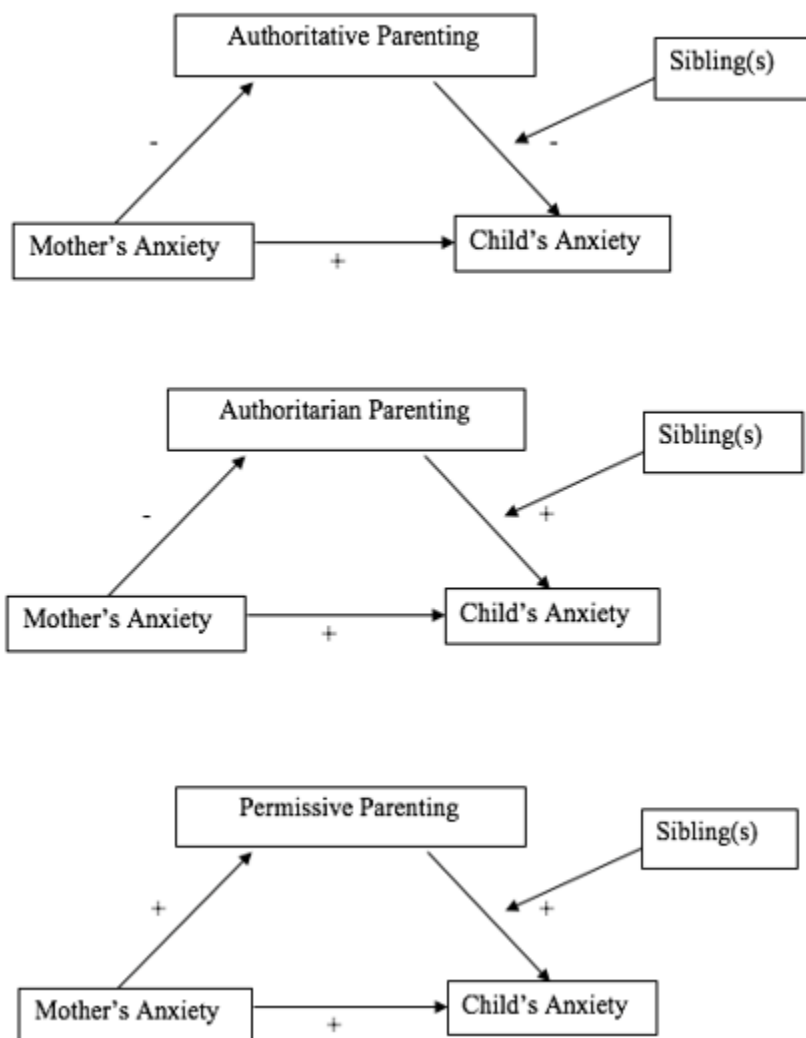 Authoritative Parenting
Sibling(s)
-
-
Mother’s Anxiety
Child’s Anxiety
+
Authoritarian Parenting
Sibling(s)
-
+
Mother’s Anxiety
Child’s Anxiety
+
Permissive Parenting
Sibling(s)
+
+
Mother’s Anxiety
Child’s Anxiety
+